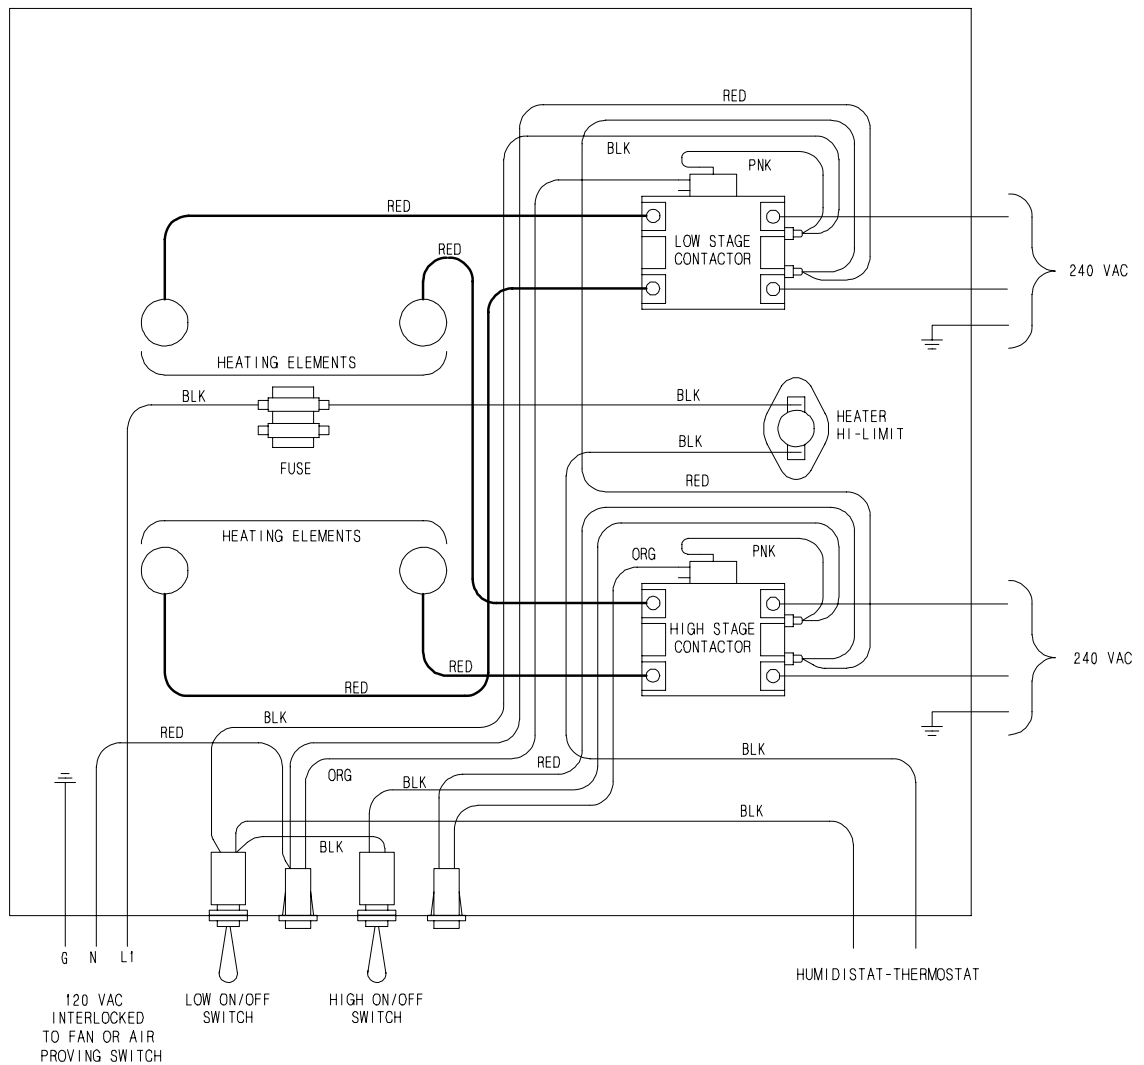 RED
BLK
PNK
RED
LOW STAGE
CONTACTOR
RED
240 VAC
HEATING ELEMENTS
BLK
BLK
HEATER
HI-LIMIT
BLK
FUSE
RED
HEATING ELEMENTS
ORG
PNK
HIGH STAGE
CONTACTOR
240 VAC
RED
RED
BLK
RED
BLK
RED
ORG
BLK
BLK
BLK
G N L1
HUMIDISTAT-THERMOSTAT
120 VAC
INTERLOCKED
TO FAN OR AIR
PROVING SWITCH
LOW ON/OFF
SWITCH
HIGH ON/OFF
SWITCH